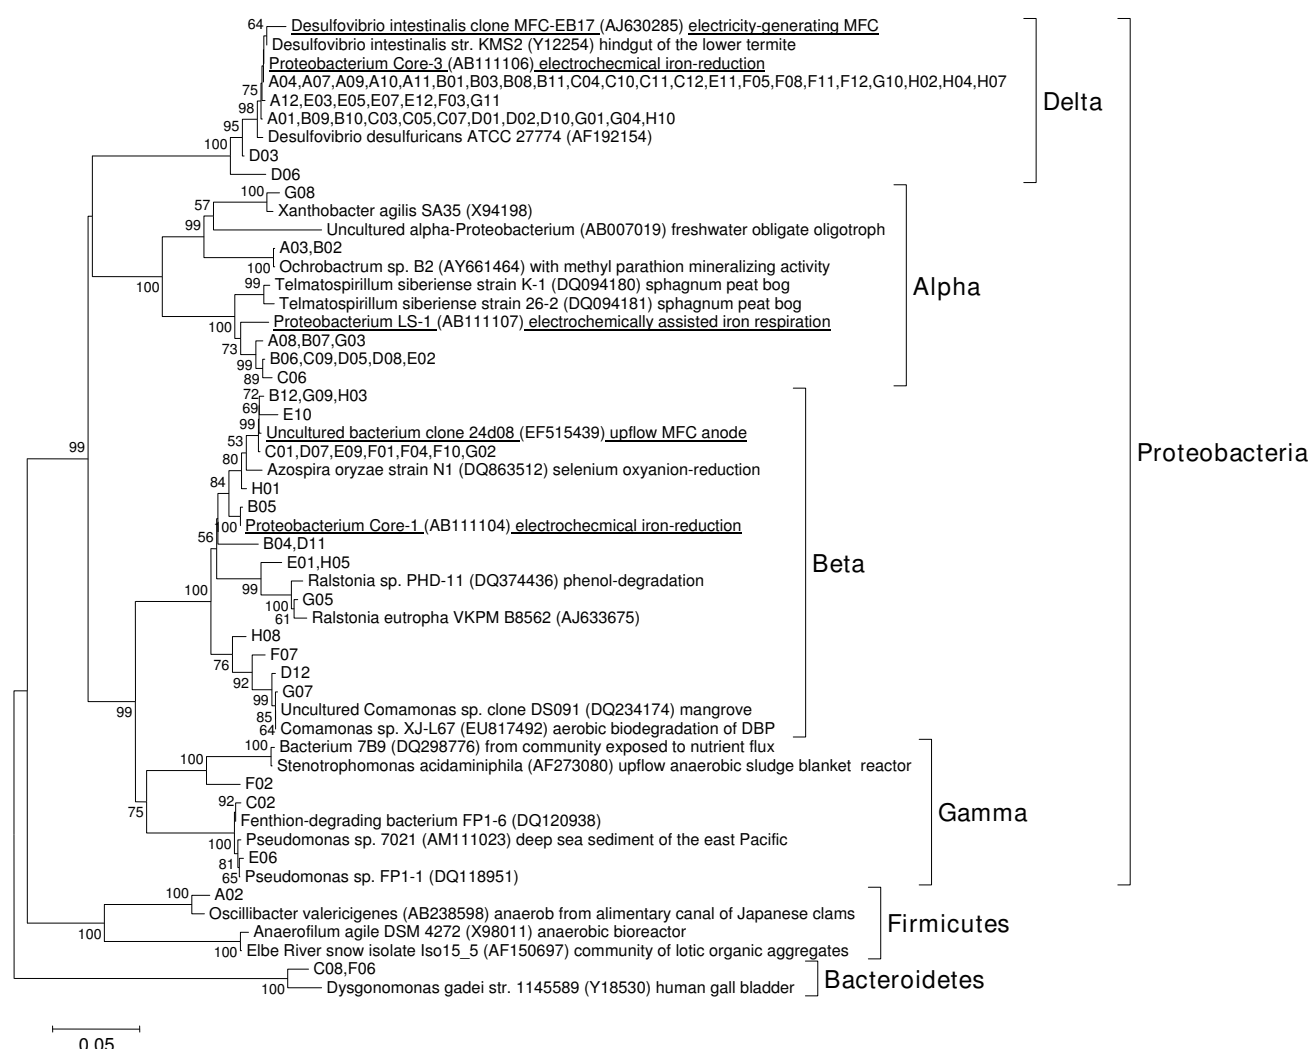 64 Desulfovibrio intestinalis clone MFC-EB17 (AJ630285) electricity-generating MFC
Desulfovibrio intestinalis str. KMS2 (Y12254) hindgut of the lower termite
Proteobacterium Core-3 (AB111106) electrochecmical iron-reduction
A04,A07,A09,A10,A11,B01,B03,B08,B11,C04,C10,C11,C12,E11,F05,F08,F11,F12,G10,H02,H04,H07
75
A12,E03,E05,E07,E12,F03,G11
Delta
98
A01,B09,B10,C03,C05,C07,D01,D02,D10,G01,G04,H10
95
Desulfovibrio desulfuricans ATCC 27774 (AF192154)
100
D03
D06
100 G08
57
Xanthobacter agilis SA35 (X94198)
99
Uncultured alpha-Proteobacterium (AB007019) freshwater obligate oligotroph
A03,B02
100 Ochrobactrum sp. B2 (AY661464) with methyl parathion mineralizing activity
99 Telmatospirillum siberiense strain K-1 (DQ094180) sphagnum peat bog
100
Alpha
Telmatospirillum siberiense strain 26-2 (DQ094181) sphagnum peat bog
100
Proteobacterium LS-1 (AB111107) electrochemically assisted iron respiration
A08,B07,G03
73
B06,C09,D05,D08,E02
99
C06
89
72 B12,G09,H03
69
E10
99
Uncultured bacterium clone 24d08 (EF515439) upflow MFC anode
53
99
C01,D07,E09,F01,F04,F10,G02
Proteobacteria
80
Azospira oryzae strain N1 (DQ863512) selenium oxyanion-reduction
84
H01
B05
100 Proteobacterium Core-1 (AB111104) electrochecmical iron-reduction
56
B04,D11
E01,H05
Beta
Ralstonia sp. PHD-11 (DQ374436) phenol-degradation
100
99
G05
100
61 Ralstonia eutropha VKPM B8562 (AJ633675)
H08
F07
76
D12
92
G07
99
Uncultured Comamonas sp. clone DS091 (DQ234174) mangrove
99
85
Comamonas sp. XJ-L67 (EU817492) aerobic biodegradation of DBP
64
100 Bacterium 7B9 (DQ298776) from community exposed to nutrient flux
100
Stenotrophomonas acidaminiphila (AF273080) upflow anaerobic sludge blanket reactor
F02
92 C02
75
Gamma
Fenthion-degrading bacterium FP1-6 (DQ120938)
100 Pseudomonas sp. 7021 (AM111023) deep sea sediment of the east Pacific
E06
81
65 Pseudomonas sp. FP1-1 (DQ118951)
100 A02
Oscillibacter valericigenes (AB238598) anaerob from alimentary canal of Japanese clams
Firmicutes
100
Anaerofilum agile DSM 4272 (X98011) anaerobic bioreactor
100 Elbe River snow isolate Iso15_5 (AF150697) community of lotic organic aggregates
C08,F06
Bacteroidetes
100 Dysgonomonas gadei str. 1145589 (Y18530) human gall bladder
0.05